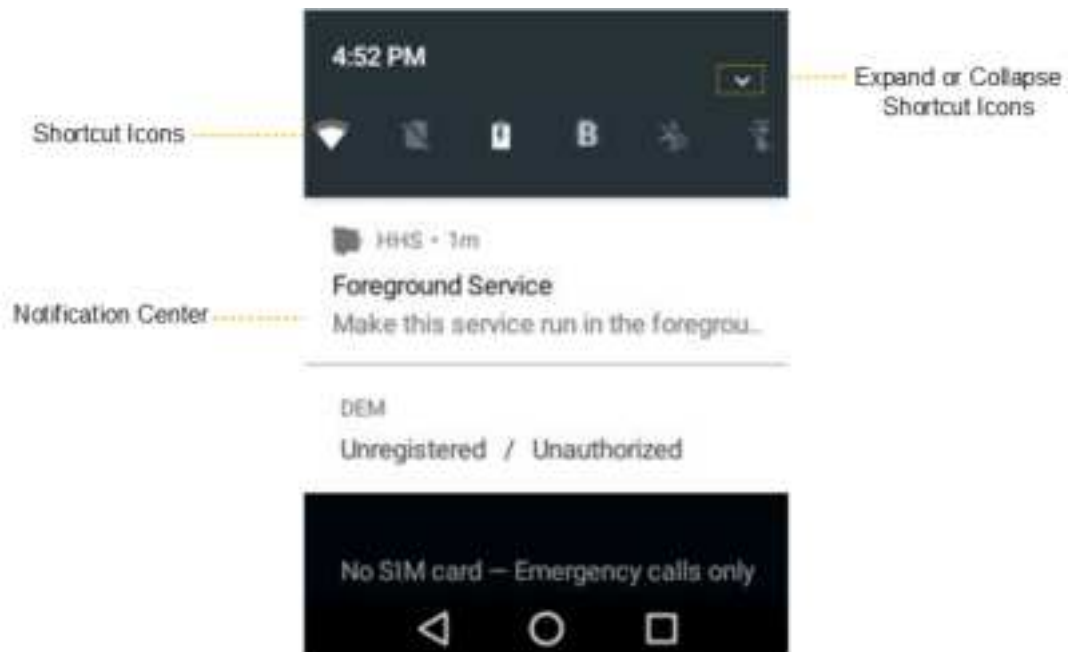 4:52 PM
Expand or Collapse
Shortcut Icons
Shortcut Icons
B
HHS • 1m
Foreground Service
Notification Center
Make this service run in the foregrou...
DEM
Unregistered / Unauthorized
No SIM card — Emergency calls only